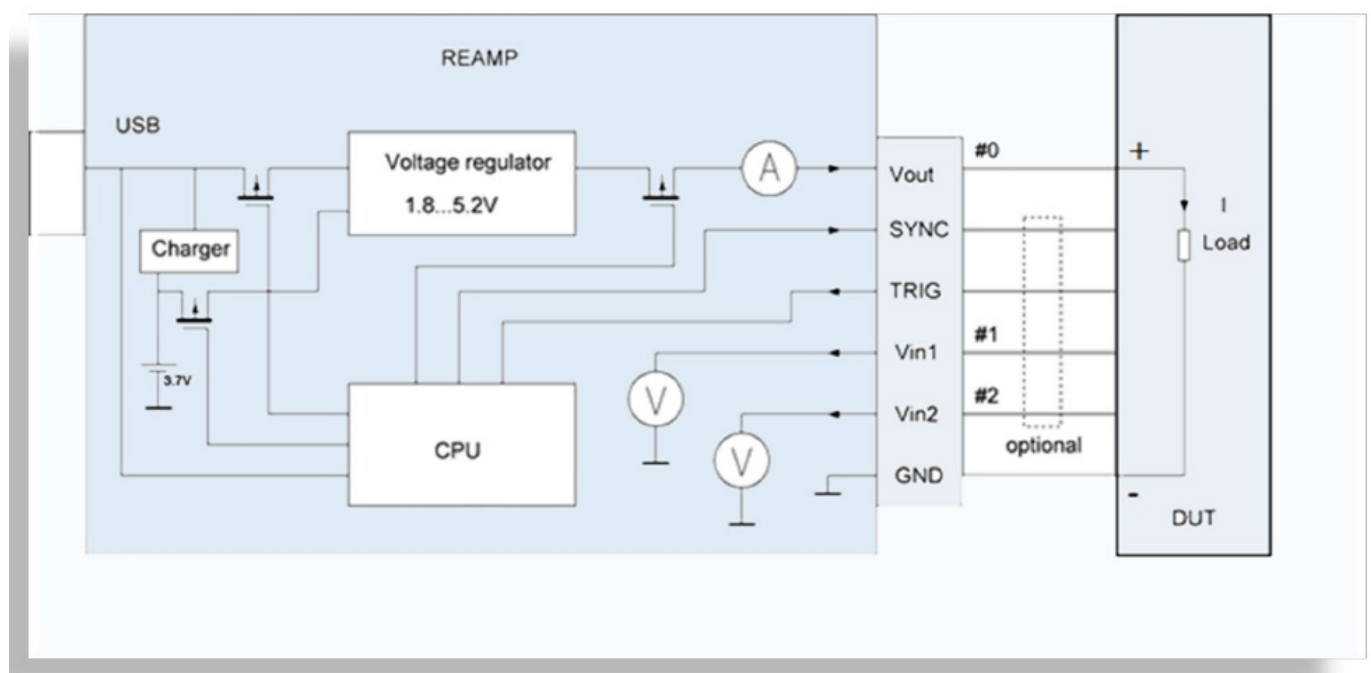 REAMP
USB
Voltage regulator
1.8...5.2V
A
Charger
3.7V
CPU
V
V
Vout
SYNC
TRIG
Vin1
Vin2
GND
#0
#1
#2
optional
+
I
Load
-
DUT